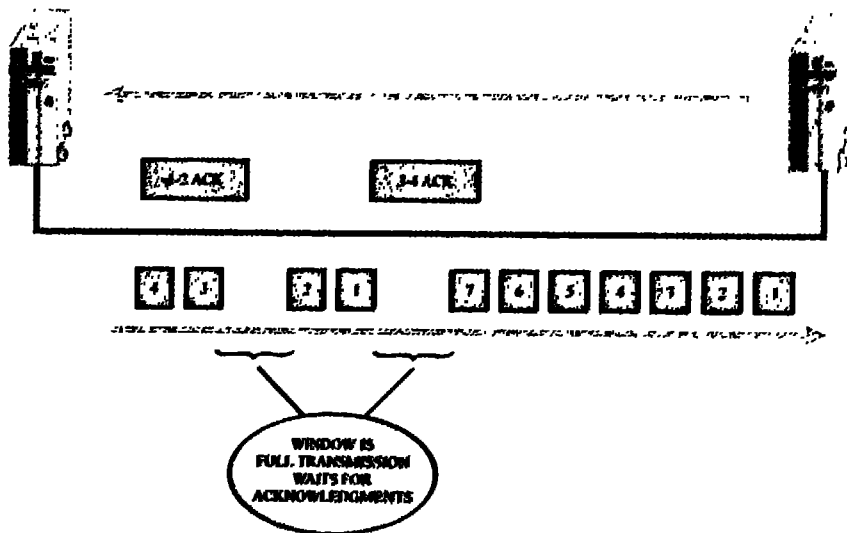 1-2 ACK 3-4 ACK
4 3 2 1 7 6 5 4 3 2 1
WINDOW IS
FULL. TRANSMISSION
WAITS FOR
ACKNOWLEDGMENTS